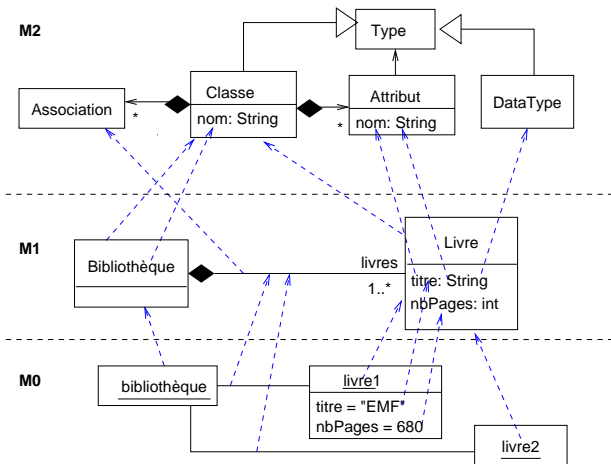 M2
Type
Classe
nom: String
Association
*
Attribut
nom: String
*
DataType
M1
Bibliothèque
livres
1..*
Livre
titre: String
nbPages: int
M0
bibliothèque
livre1
titre = "EMF"
nbPages = 680
livre2